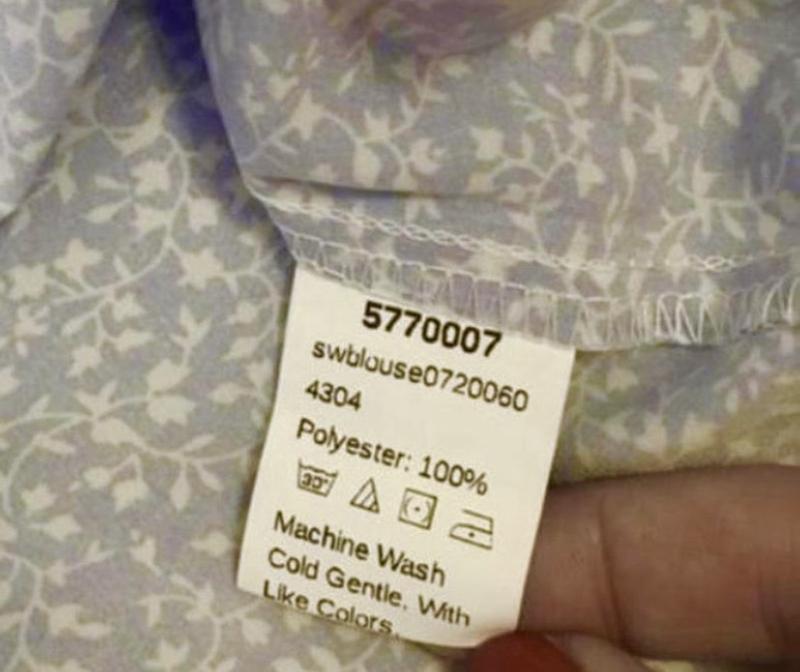 5770007
swblouse0720060
4304
Polyester: 100%
30°
Machine Wash
Cold Gentle. With
Like Colors.